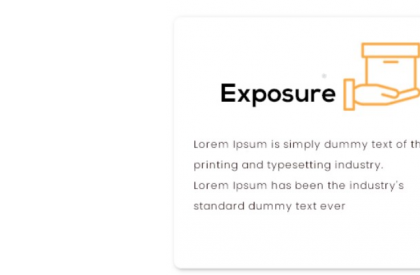 Exposure
Lorem Ipsum is simply dummy text of th
printing and typesetting industry.
Lorem Ipsum has been the industry's
standard dummy text ever